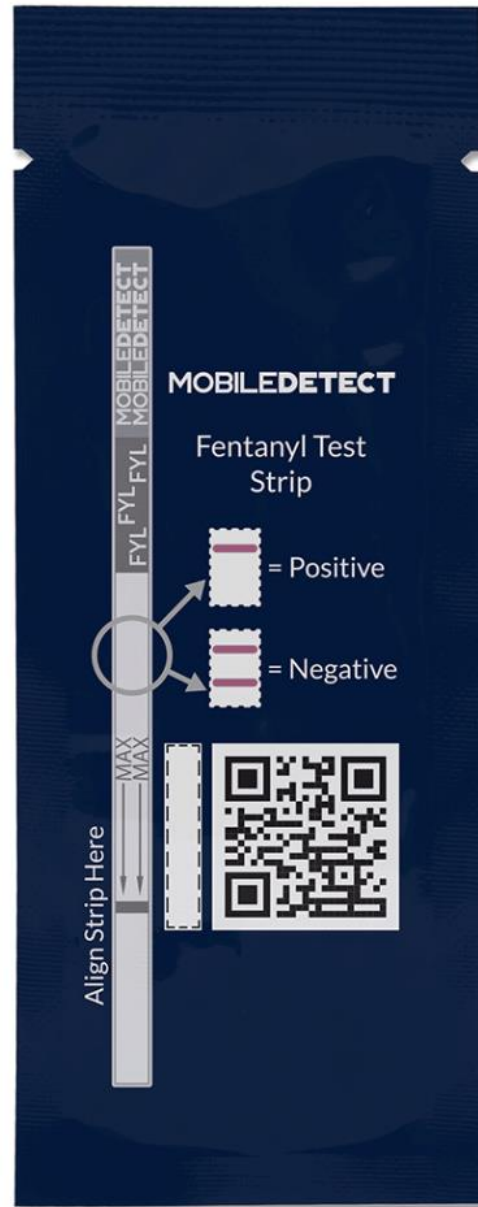 MOBILEDETECT
MOBILEDETECT
FYL FYL FYL
MOBILEDETECT
Fentanyl Test
Strip
= Positive
= Negative
MAX
MAX
Align Strip Here